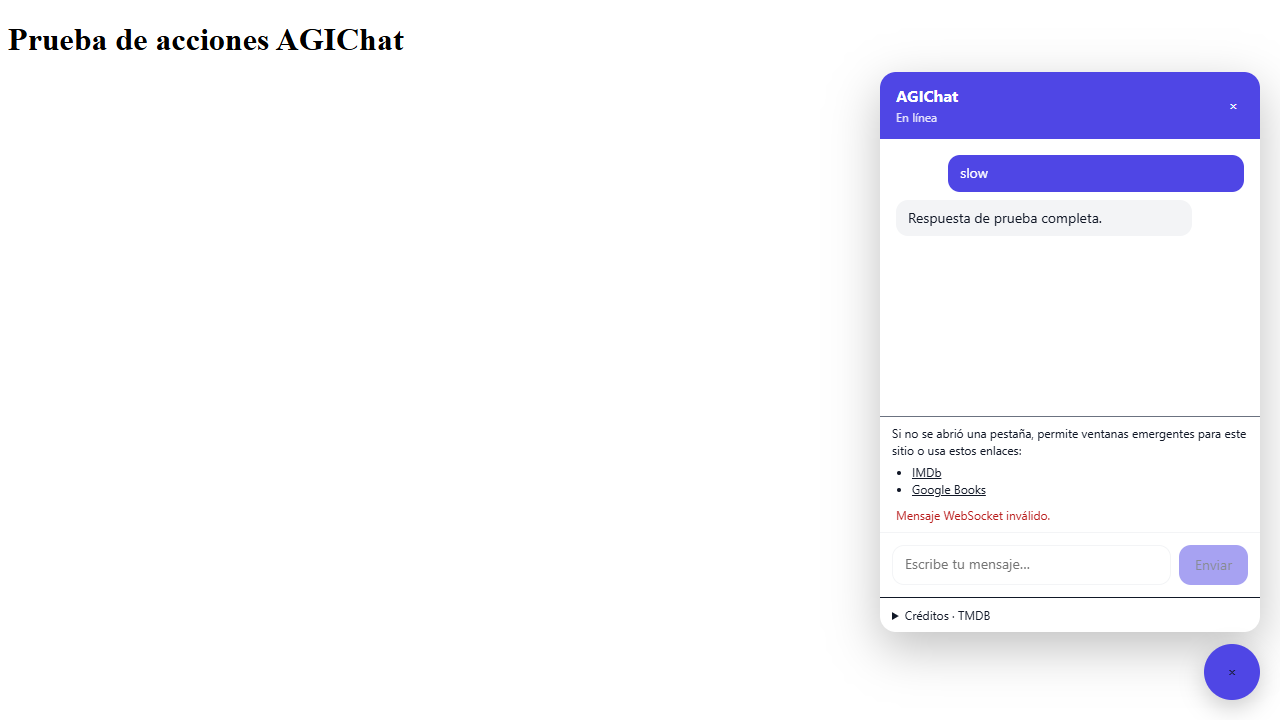 Prueba de acciones AGIChat
AGIChat
En línea
×
slow
Respuesta de prueba completa.
Si no se abrió una pestaña, permite ventanas emergentes para este
sitio o usa estos enlaces:
• IMDb
• Google Books
Mensaje WebSocket inválido.
Escribe tu mensaje...
Enviar
▶ Créditos · TMDB
×